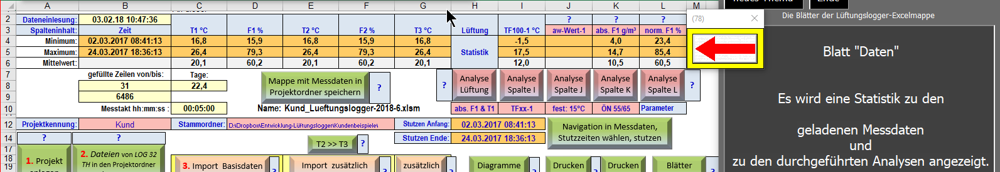 neues Thema Ende
Die Blätter der Lüftungslogger-Excelmappe
A B C D E F G H I J K L M
2 Dateneinlesung: 03.02.18 10:47:36 ? ? ?
3 Spalteninhalt: Zeit T1 °C F1 % T2 °C F2 % T3 °C Lüftung TF100-1 °C aw-Wert-1 abs. F1 g/m³ norm. F1 %
4 Minimum: 02.03.2017 08:41:13 16,8 15,9 16,8 15,9 16,8 -1,5 4,0 23,4
5 Maximum: 24.03.2017 18:36:13 26,4 79,3 26,4 79,3 26,4 Statistik 17,5 14,7 85,4
6 Mittelwert: 20,1 60,2 20,1 60,2 20,1 12,0 10,5 60,5
(78)
7 gefüllte Zeilen von/bis: Tage:
8 31 22,4
9 6486
Mappe mit Messdaten in
Projektordner speichern
? ?
Analyse
Lüftung
Analyse
Spalte I
Analyse
Spalte J
Analyse
Spalte K
Analyse
Spalte L
?
10 Messtakt hh:mm:ss : 00:05:00 Name: Kund_Lueftungslogger-2018-6.xlsm abs. F1 & T1 TFxx-1 fest: 15°C ÖN 55/65 Parameter
12 Projektkennung: Kund Stammordner: D:\Dropbox\Entwicklung-Lüftungslogger\Kundenbeispiele\ Stutzen Anfang: 02.03.2017 08:41:13
14 ? ? Stutzen Ende: 24.03.2017 18:36:13
Navigation in Messdaten,
Stutzzeiten wählen, stutzen
17 T2 >> T3 ?
18
19
1. Projekt
2. Dateien von LOG 32
TH in den Projektordner
3. Import Basisdaten ? Import zusätzlich ? zusätzlich ? Diagramme ? Drucken Drucken ? Blätter ?
Blatt "Daten"
Es wird eine Statistik zu den
geladenen Messdaten
und
zu den durchgeführten Analysen angezeigt.